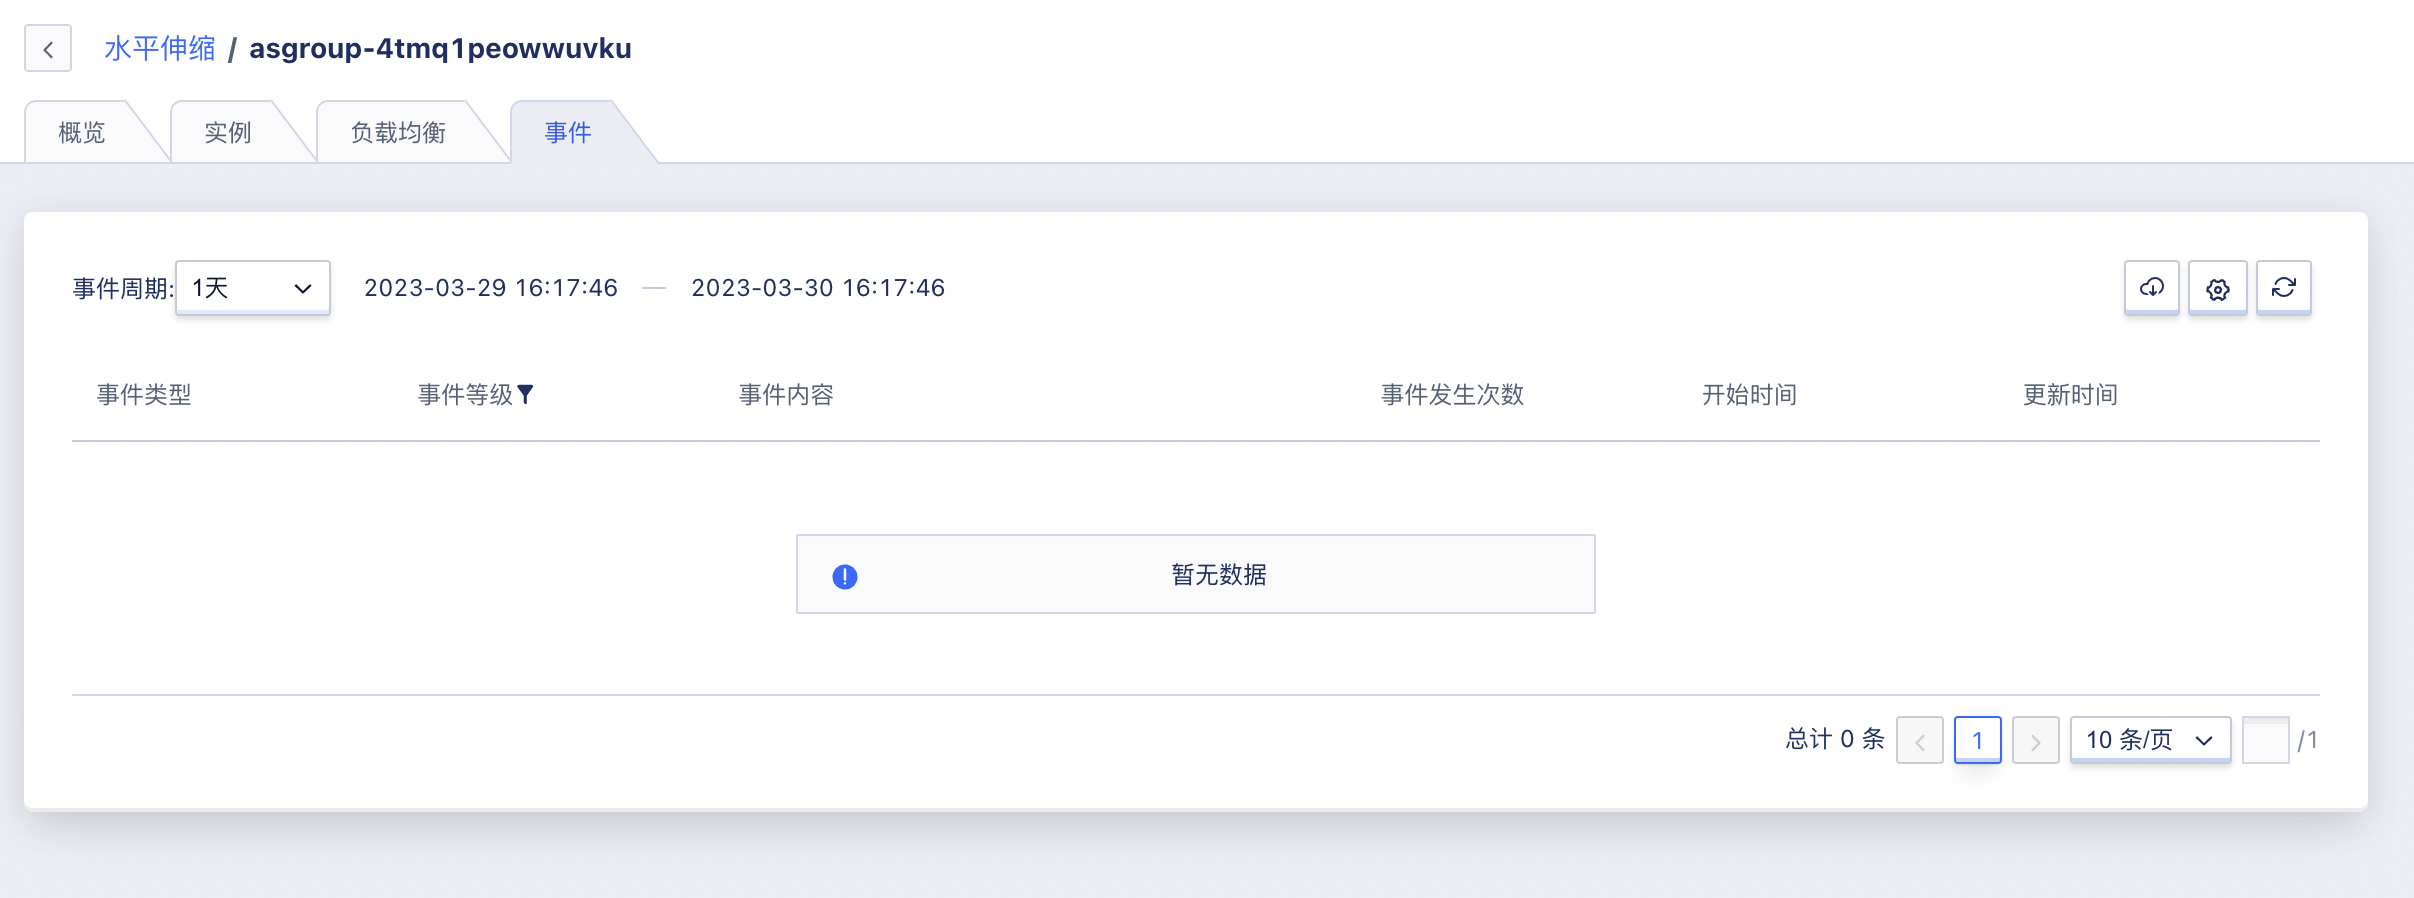 水平伸缩 / asgroup-4tmq1peowwuvku
概览 实例 负载均衡 事件
事件周期: 1天 2023-03-29 16:17:46 — 2023-03-30 16:17:46
事件类型 事件等级 事件内容 事件发生次数 开始时间 更新时间
暂无数据
总计 0 条 1 10 条/页 /1